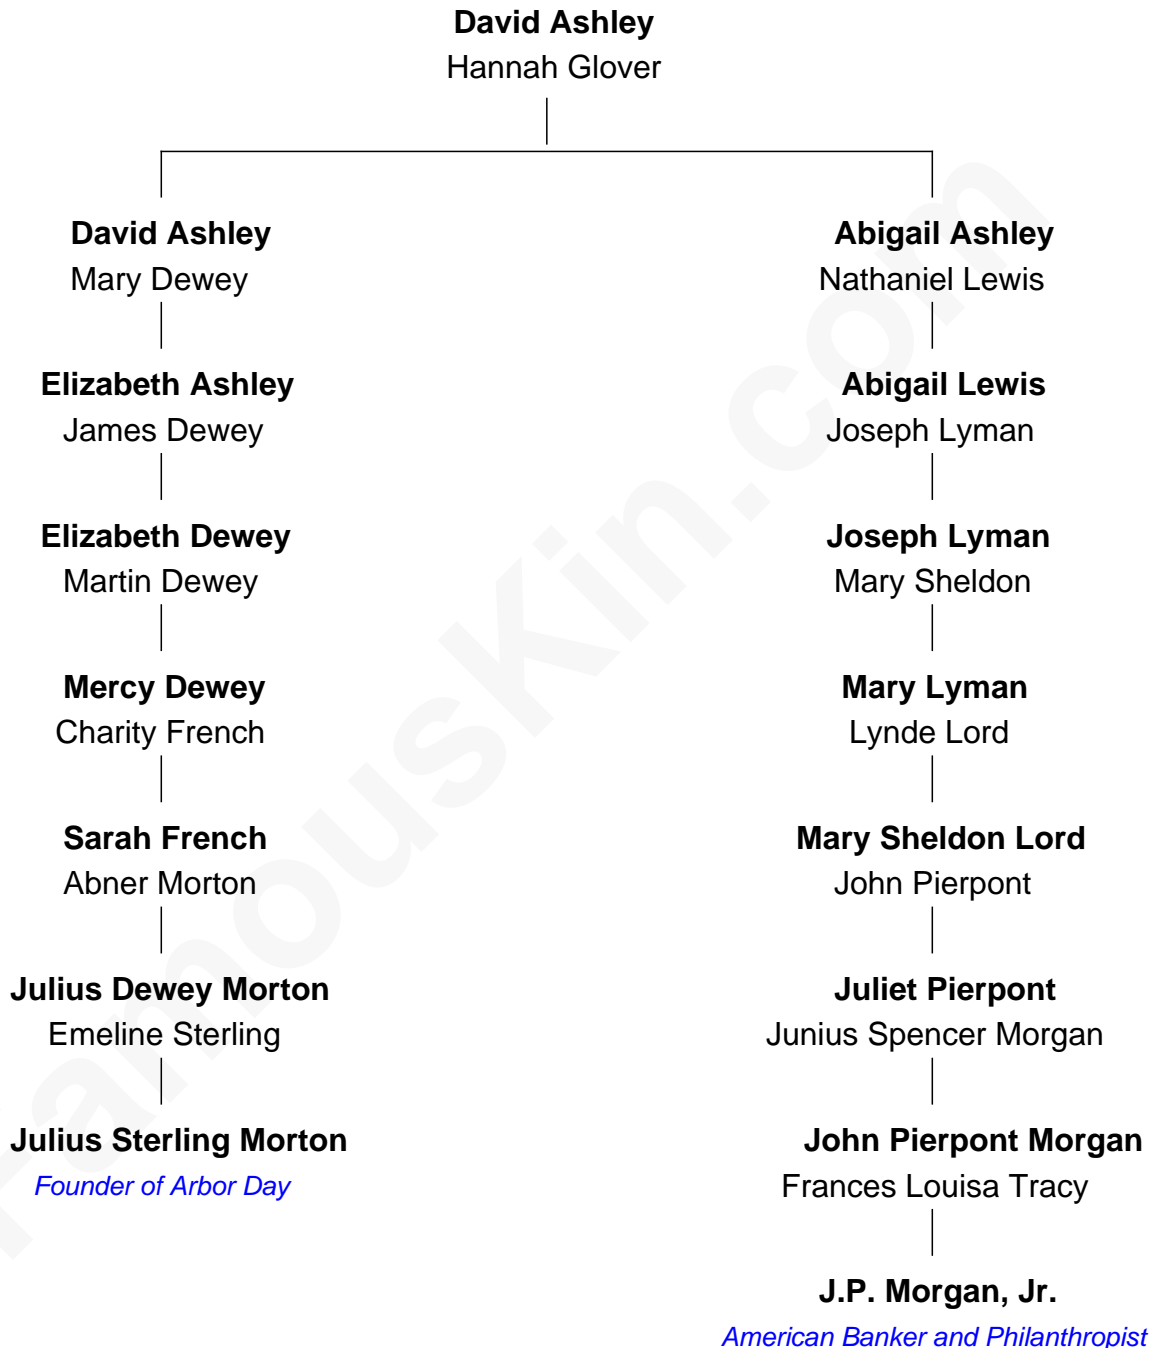 David Ashley
Hannah Glover
David Ashley
Mary Dewey
Abigail Ashley
Nathaniel Lewis
Elizabeth Ashley
James Dewey
Abigail Lewis
Joseph Lyman
Elizabeth Dewey
Martin Dewey
Joseph Lyman
Mary Sheldon
Mercy Dewey
Charity French
Mary Lyman
Lynde Lord
Sarah French
Abner Morton
Mary Sheldon Lord
John Pierpont
Julius Dewey Morton
Emeline Sterling
Juliet Pierpont
Junius Spencer Morgan
Julius Sterling Morton
Founder of Arbor Day
John Pierpont Morgan
Frances Louisa Tracy
J.P. Morgan, Jr.
American Banker and Philanthropist
FamousKin.com